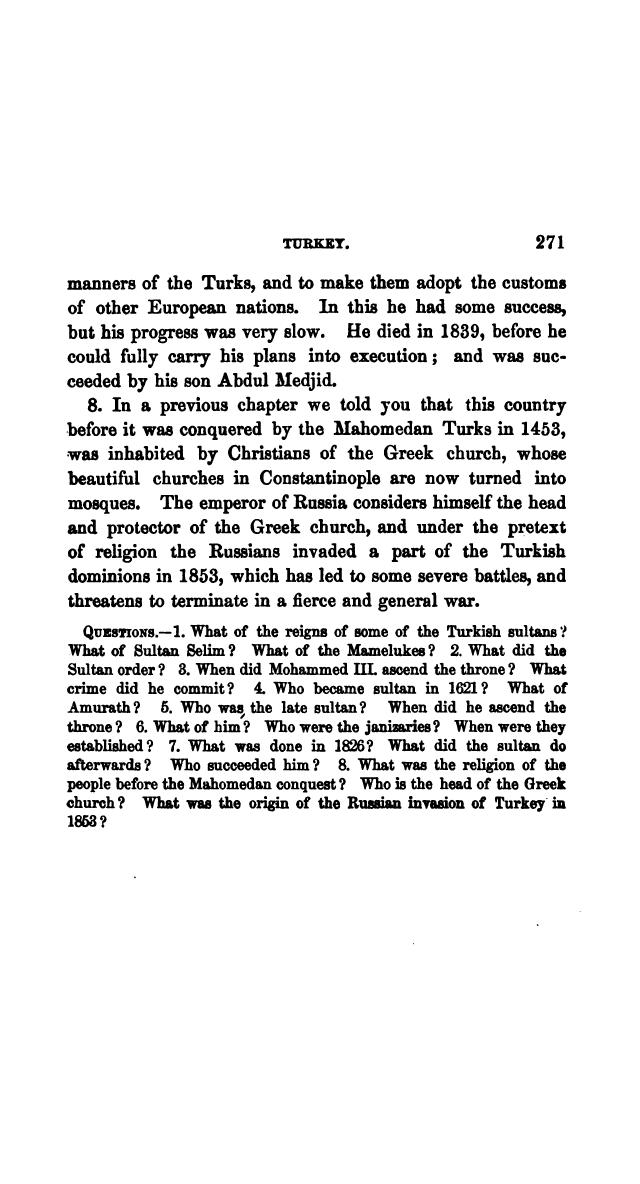 TURKEY. 271
manners of the Turks, and to make them adopt the customs
of other European nations. In this he had some success,
but his progress was very slow. He died in 1839, before he
could fully carry his plans into execution; and was suc-
ceeded by his son Abdul Medjid.
8. In a previous chapter we told you that this country
before it was conquered by the Mahomedan Turks in 1453,
was inhabited by Christians of the Greek church, whose
beautiful churches in Constantinople are now turned into
mosques. The emperor of Russia considers himself the head
and protector of the Greek church, and under the pretext
of religion the Russians invaded a part of the Turkish
dominions in 1853, which has led to some severe battles, and
threatens to terminate in a fierce and general war.
QUESTIONS.—1. What of the reigns of some of the Turkish sultans?
What of Sultan Selim? What of the Mamelukes? 2. What did the
Sultan order? 3. When did Mohammed III. ascend the throne? What
crime did he commit? 4. Who became sultan in 1621? What of
Amurath? 5. Who was the late sultan? When did he ascend the
throne? 6. What of him? Who were the janizaries? When were they
established? 7. What was done in 1826? What did the sultan do
afterwards? Who succeeded him? 8. What was the religion of the
people before the Mahomedan conquest? Who is the head of the Greek
church? What was the origin of the Russian invasion of Turkey in
1853?